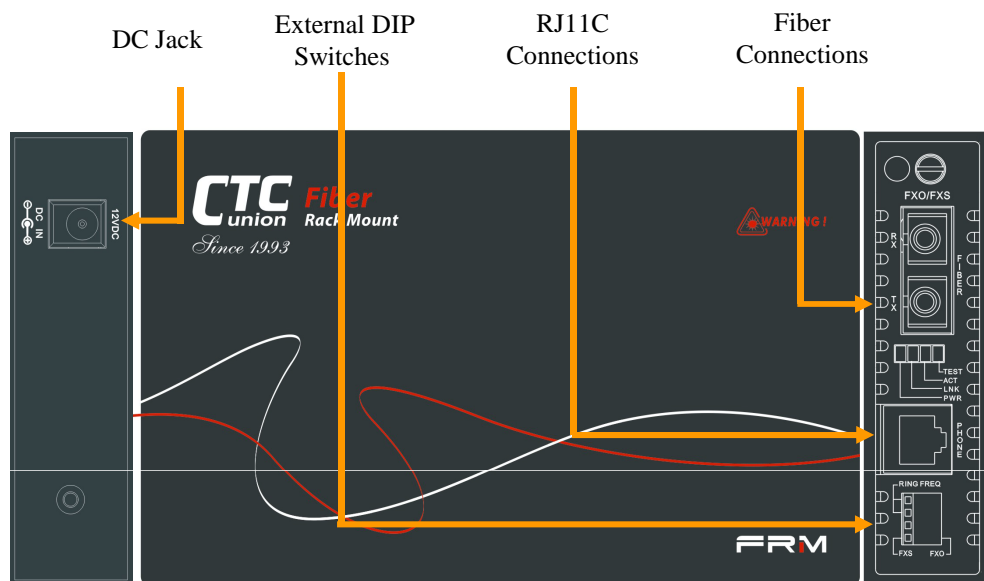 DC Jack
External DIP
Switches
RJ11C
Connections
Fiber
Connections
12VDC
DC IN
CTC
union
Since 1993
Fiber
Rack Mount
WARNING !
FRM
FXO/FXS
RX
TX
FIBER
TEST
ACT
LNK
PWR
PHONE
RING FREQ
FXS
FXO